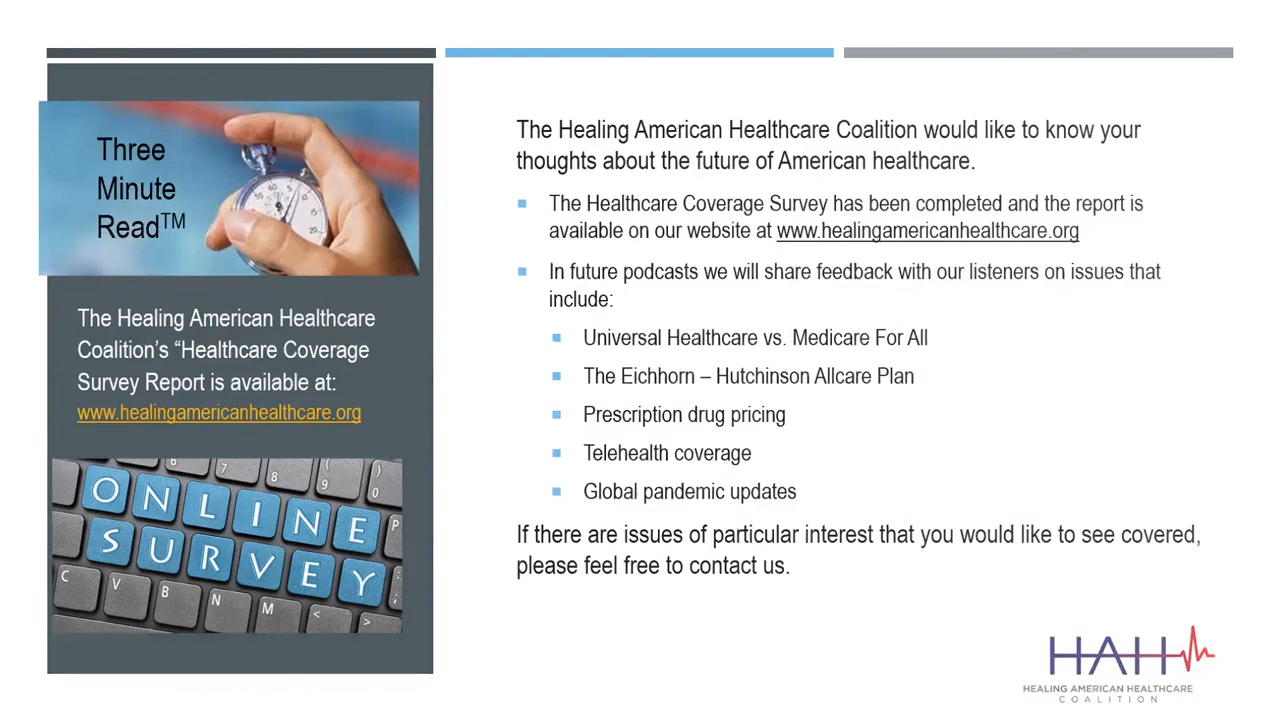 Three
Minute
Read™
The Healing American Healthcare
Coalition's “Healthcare Coverage
Survey Report is available at:
www.healingamericanhealthcare.org
6
7
8
(
9
)
0
O N L I N E
P
S U R V E Y
:
;
C
V
B
N
M
<
>
The Healing American Healthcare Coalition would like to know your
thoughts about the future of American healthcare.
The Healthcare Coverage Survey has been completed and the report is
available on our website at www.healingamericanhealthcare.org
In future podcasts we will share feedback with our listeners on issues that
include:
Universal Healthcare vs. Medicare For All
The Eichhorn – Hutchinson Allcare Plan
Prescription drug pricing
Telehealth coverage
Global pandemic updates
If there are issues of particular interest that you would like to see covered,
please feel free to contact us.
HAH
HEALING AMERICAN HEALTHCARE
COALITION